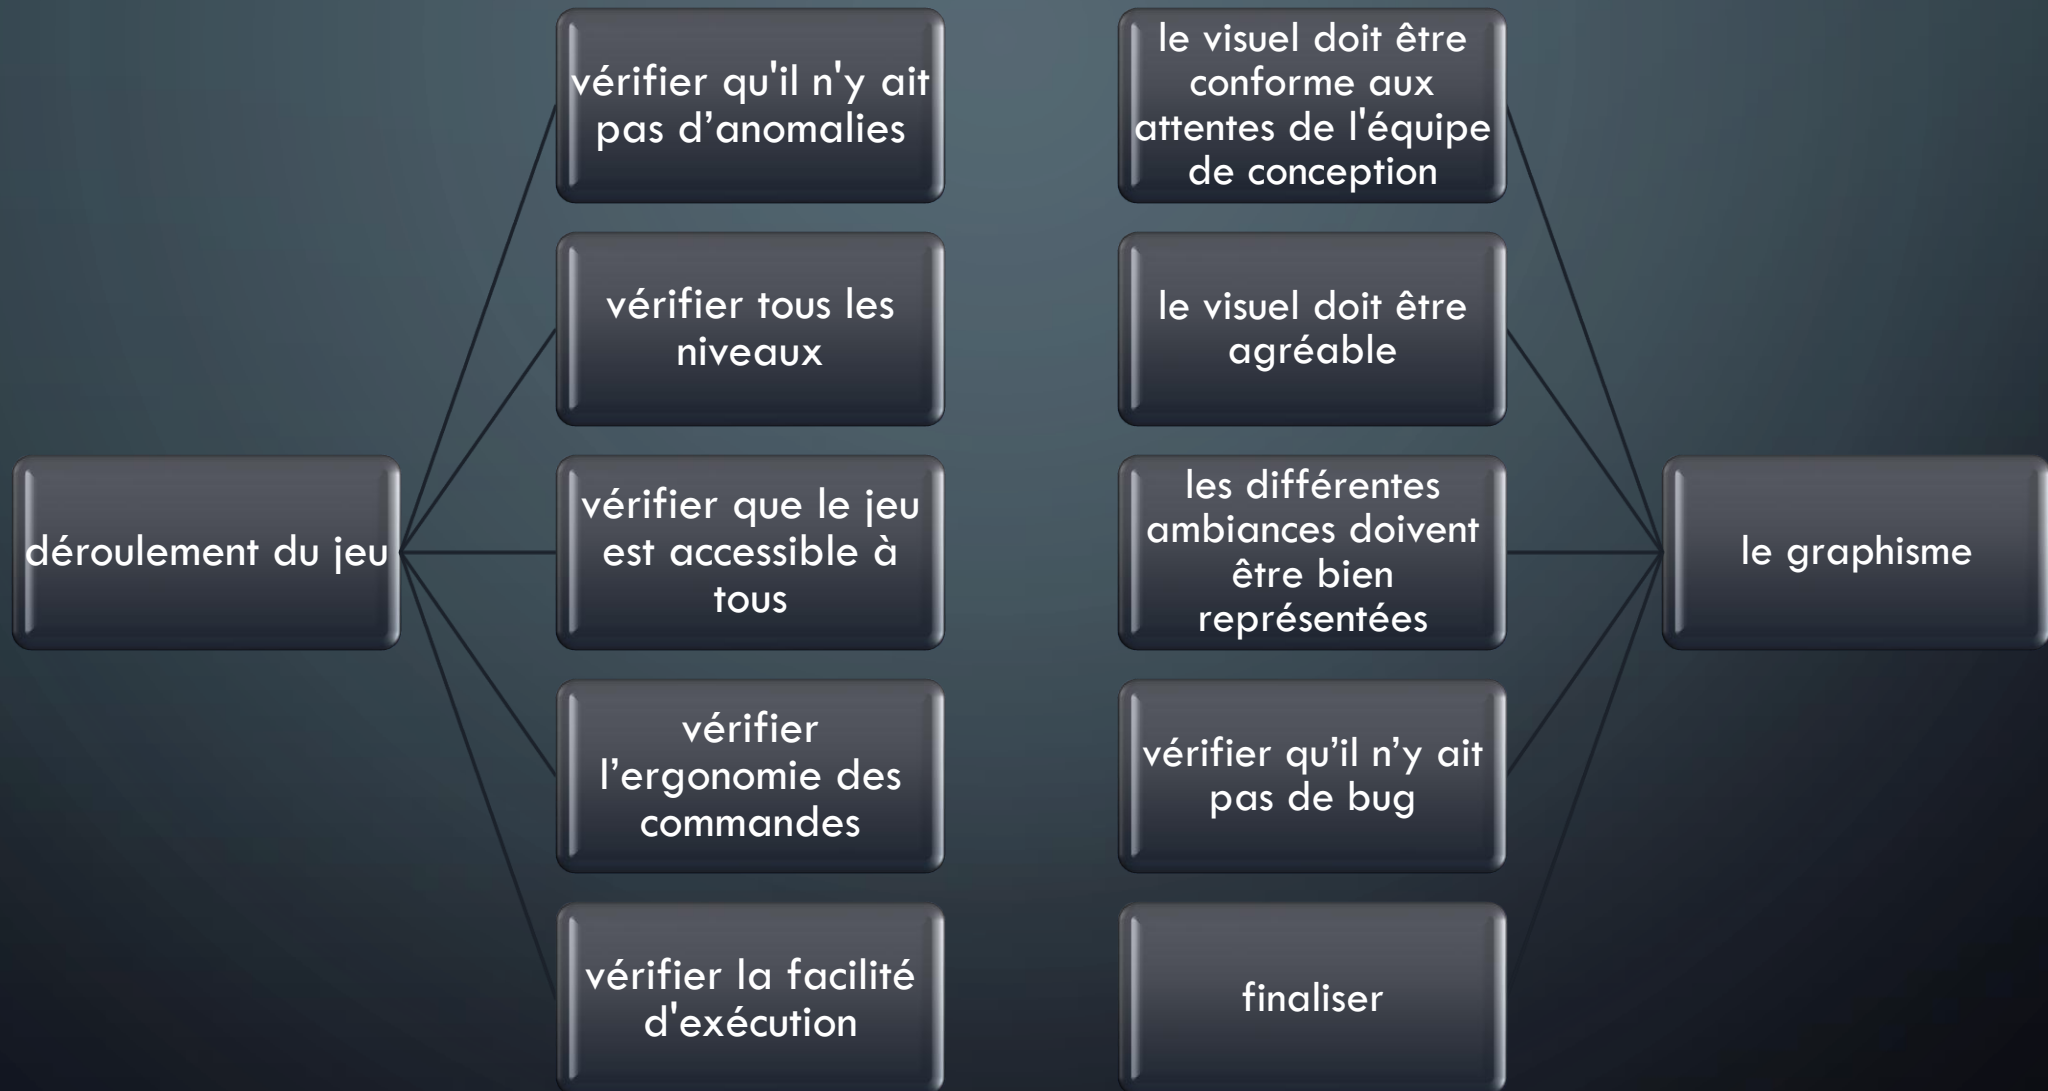 déroulement du jeu
vérifier qu'il n'y ait
pas d’anomalies
vérifier tous les
niveaux
vérifier que le jeu
est accessible à
tous
vérifier
l’ergonomie des
commandes
vérifier la facilité
d'exécution
le visuel doit être
conforme aux
attentes de l'équipe
de conception
le visuel doit être
agréable
les différentes
ambiances doivent
être bien
représentées
vérifier qu’il n’y ait
pas de bug
finaliser
le graphisme